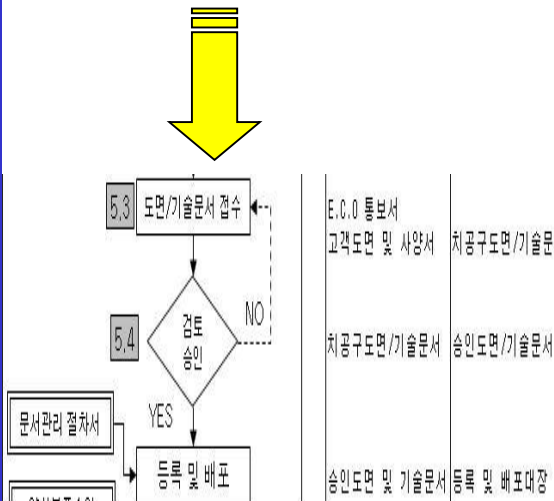 5,3
도면/기술문서 접수
E.C.O 통보서
고객도면 및 사양서
치공구도면/기술문
5,4
검토
승인
NO
치공구도면/기술문서
승인도면/기술문서
YES
문서관리 절차서
등록 및 배포
승인도면 및 기술문서
등록 및 배포대장